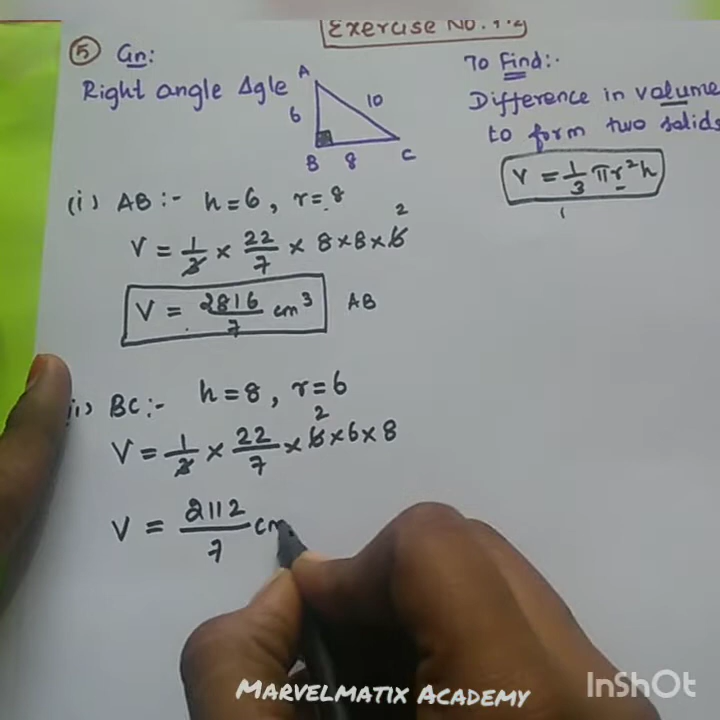 Exercise No. 7.2
⑤ Gn:
Right angle Δgle
A
6
10
B
8
C
To Find:-
Difference in volume
to form two solids
V = 1/3 πr²h
(i) AB:- h=6, r=8
V = 1/3 × 22/7 × 8×8×6
2
V = 2816/7 cm³ AB
BC:- h=8, r=6
2
V = 1/3 × 22/7 × 6×6×8
V = 2112/7 cm
MARVELMATIX ACADEMY
InShOt